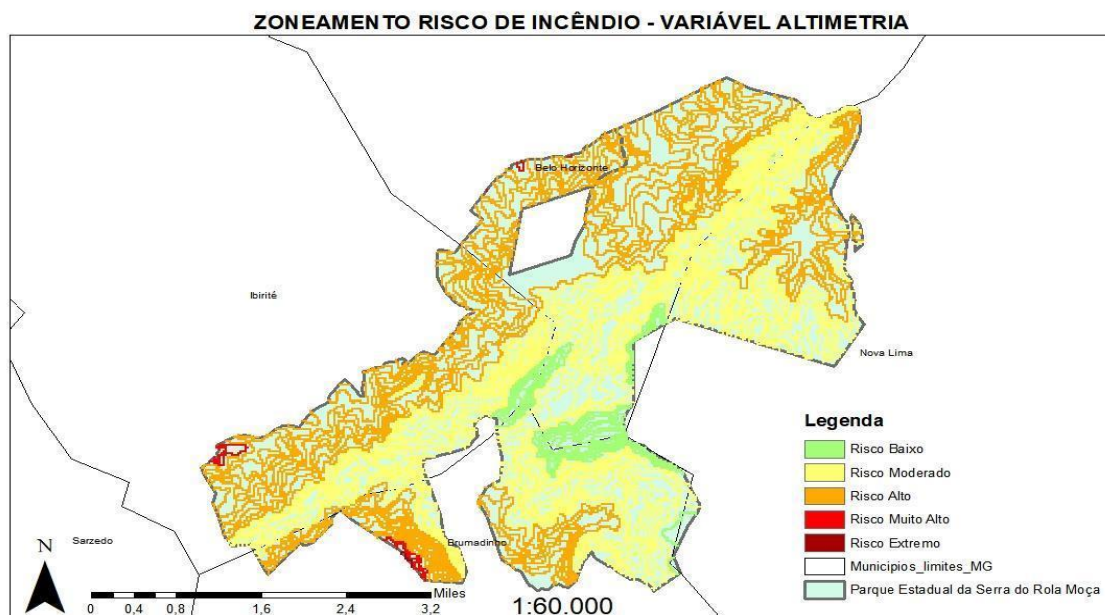 ZONEAMENTO RISCO DE INCÊNDIO - VARIÁVEL ALTIMETRIA
Belo Horizonte
Ibirité
Nova Lima
Legenda
Risco Baixo
Risco Moderado
Risco Alto
Risco Muito Alto
Risco Extremo
Municipios_limites_MG
Parque Estadual da Serra do Rola Moça
Sarzedo
Brumadinho
N
Miles
0 0,4 0,8 1,6 2,4 3,2
1:60.000